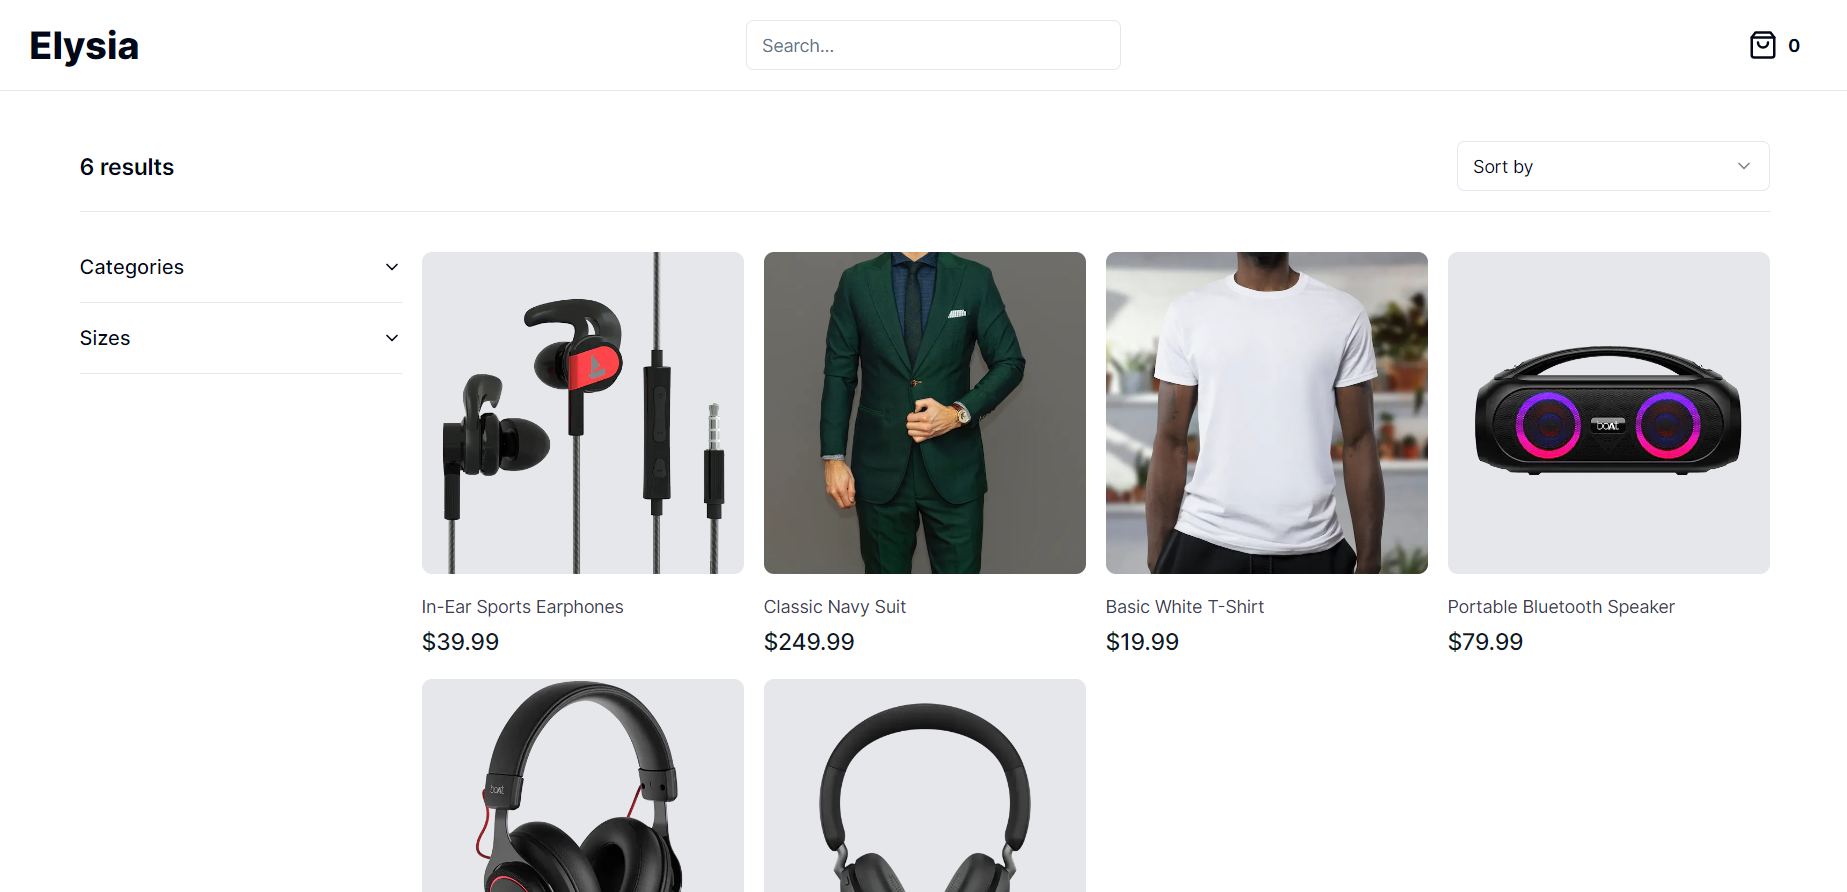 Elysia
Search...
0
6 results
Sort by
Categories
Sizes
boAt
In-Ear Sports Earphones
Classic Navy Suit
Basic White T-Shirt
Portable Bluetooth Speaker
$39.99
$249.99
$19.99
$79.99
boAt